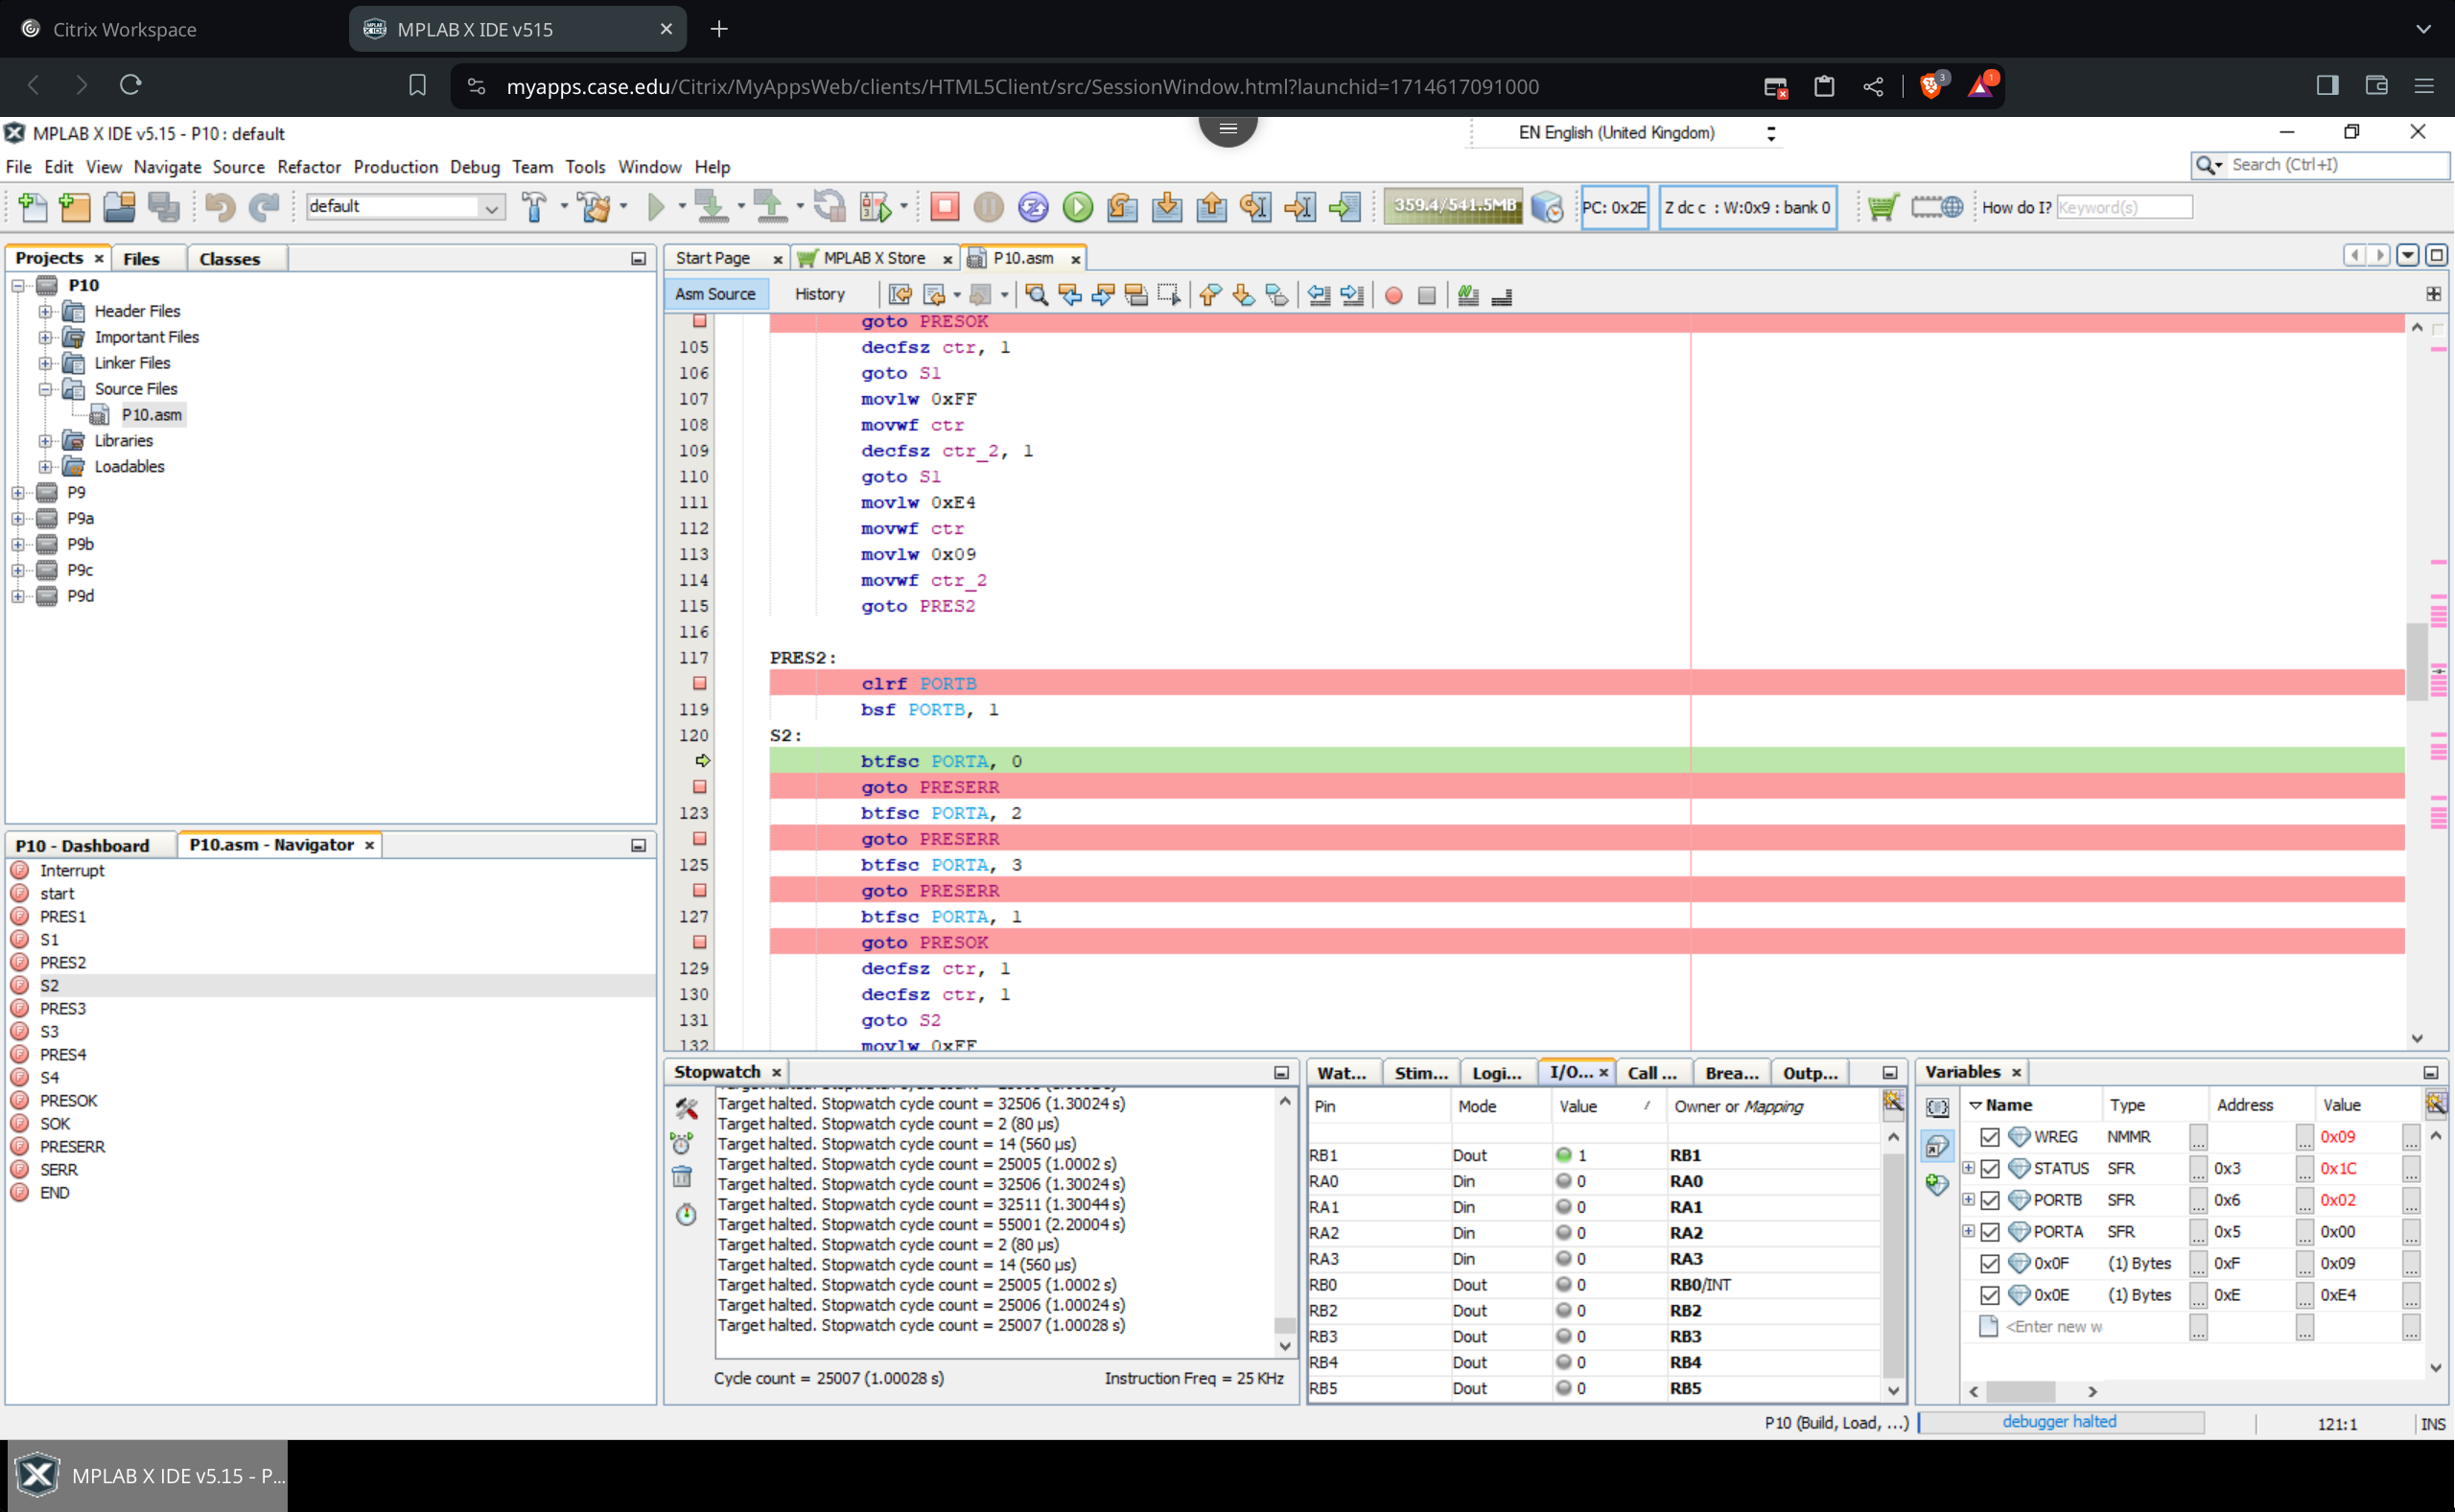 Citrix Workspace
MPLAB X IDE v515
myapps.case.edu/Citrix/MyAppsWeb/clients/HTML5Client/src/SessionWindow.html?launchid=1714617091000
3
1
MPLAB X IDE v5.15 - P10 : default
EN English (United Kingdom)
File Edit View Navigate Source Refactor Production Debug Team Tools Window Help
Search (Ctrl+I)
default
359.4/541.5MB
PC: 0x2E
Z dc c : W:0x9 : bank 0
How do I? Keyword(s)
Projects
Files
Classes
P10
Header Files
Important Files
Linker Files
Source Files
P10.asm
Libraries
Loadables
P9
P9a
P9b
P9c
P9d
P10 - Dashboard
P10.asm - Navigator
Interrupt
start
PRES1
S1
PRES2
S2
PRES3
S3
PRES4
S4
PRESOK
SOK
PRESERR
SERR
END
Start Page
MPLAB X Store
P10.asm
Asm Source
History
goto PRESOK
105 decfsz ctr, 1
106 goto S1
107 movlw 0xFF
108 movwf ctr
109 decfsz ctr_2, 1
110 goto S1
111 movlw 0xE4
112 movwf ctr
113 movlw 0x09
114 movwf ctr_2
115 goto PRES2
116
117 PRES2:
clrf PORTB
119 bsf PORTB, 1
120 S2:
btfsc PORTA, 0
goto PRESERR
123 btfsc PORTA, 2
goto PRESERR
125 btfsc PORTA, 3
goto PRESERR
127 btfsc PORTA, 1
goto PRESOK
129 decfsz ctr, 1
130 decfsz ctr, 1
131 goto S2
132 movlw 0xFF
Stopwatch
Target halted. Stopwatch cycle count = 32506 (1.30024 s)
Target halted. Stopwatch cycle count = 2 (80 µs)
Target halted. Stopwatch cycle count = 14 (560 µs)
Target halted. Stopwatch cycle count = 25005 (1.0002 s)
Target halted. Stopwatch cycle count = 32506 (1.30024 s)
Target halted. Stopwatch cycle count = 32511 (1.30044 s)
Target halted. Stopwatch cycle count = 55001 (2.20004 s)
Target halted. Stopwatch cycle count = 2 (80 µs)
Target halted. Stopwatch cycle count = 14 (560 µs)
Target halted. Stopwatch cycle count = 25005 (1.0002 s)
Target halted. Stopwatch cycle count = 25006 (1.00024 s)
Target halted. Stopwatch cycle count = 25007 (1.00028 s)
Cycle count = 25007 (1.00028 s)
Instruction Freq = 25 KHz
Wat... Stim... Logi... I/O... Call ... Brea... Outp...
Pin Mode Value / Owner or Mapping
RB1 Dout 1 RB1
RA0 Din 0 RA0
RA1 Din 0 RA1
RA2 Din 0 RA2
RA3 Din 0 RA3
RB0 Dout 0 RB0/INT
RB2 Dout 0 RB2
RB3 Dout 0 RB3
RB4 Dout 0 RB4
RB5 Dout 0 RB5
Variables
Name Type Address Value
WREG NMMR ... ... 0x09 ...
STATUS SFR ... 0x3 ... 0x1C ...
PORTB SFR ... 0x6 ... 0x02 ...
PORTA SFR ... 0x5 ... 0x00 ...
0x0F (1) Bytes ... 0xF ... 0x09 ...
0x0E (1) Bytes ... 0xE ... 0xE4 ...
<Enter new w ... ... ...
P10 (Build, Load, ...)
debugger halted
121:1
INS
MPLAB X IDE v5.15 - P...